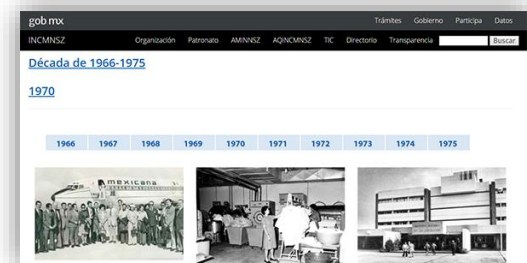 gob mx Trámites Gobierno Participa Datos
INCMNSZ Organización Patronato AMINNSZ AQINCMNSZ TIC Directorio Transparencia Buscar
Década de 1966-1975
1970
1966 1967 1968 1969 1970 1971 1972 1973 1974 1975
MEXICANA